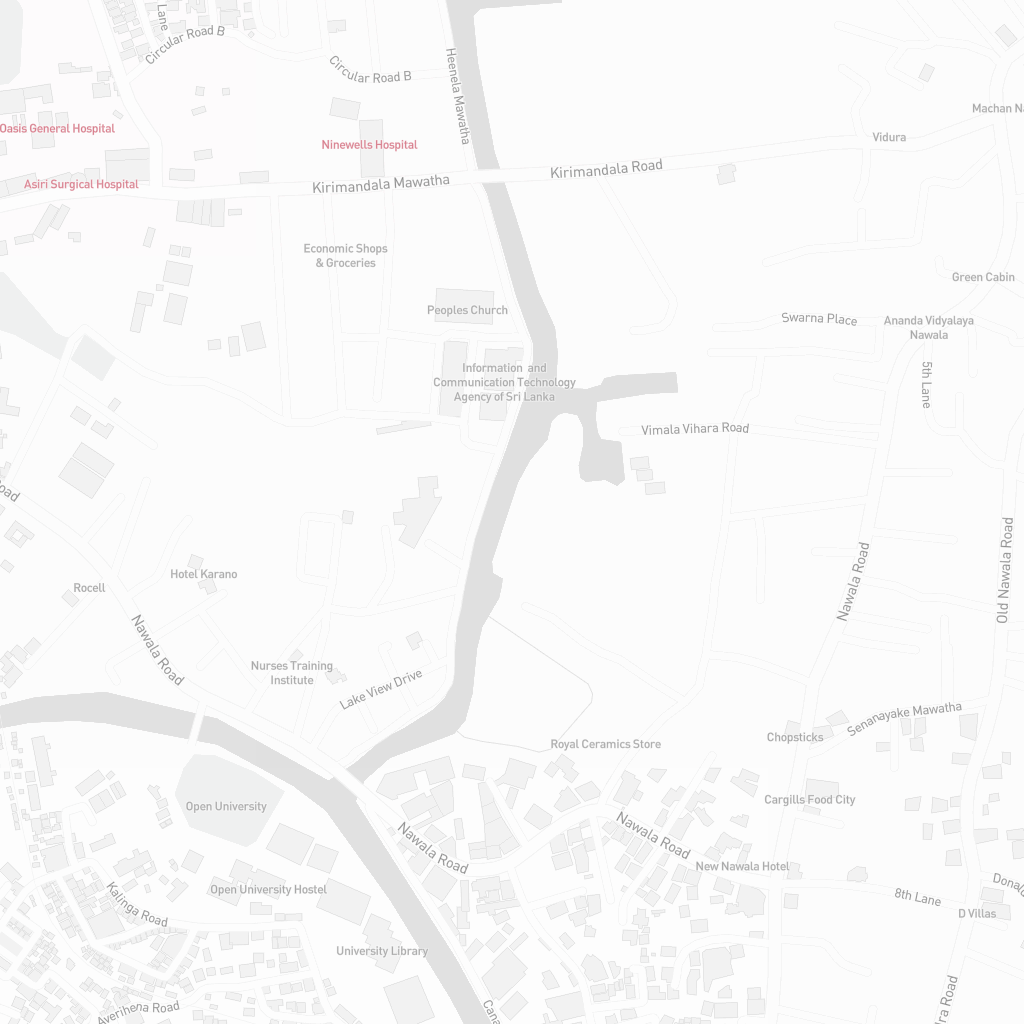 Lane
Circular Road B
Circular Road B
Heenela Mawatha
Machan Na
Oasis General Hospital
Ninewells Hospital
Vidura
Kirimandala Road
Asiri Surgical Hospital
Kirimandala Mawatha
Economic Shops
& Groceries
Green Cabin
Peoples Church
Swarna Place
Ananda Vidyalaya
Nawala
Information and
Communication Technology
Agency of Sri Lanka
5th Lane
Vimala Vihara Road
Road
Hotel Karano
Rocell
Nawala Road
Old Nawala Road
Nawala Road
Nurses Training
Institute
Lake View Drive
Senanayake Mawatha
Chopsticks
Royal Ceramics Store
Open University
Cargills Food City
Nawala Road
Nawala Road
New Nawala Hotel
Open University Hostel
8th Lane
Kalinga Road
D Villas
University Library
Averihena Road